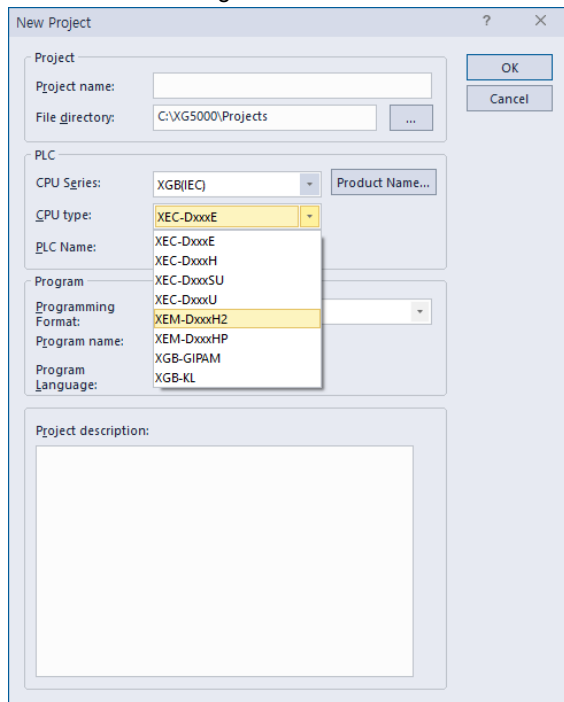 New Project
Project
Project name:
File directory: C:\XG5000\Projects ...
OK
Cancel
PLC
CPU Series: XGB(IEC) Product Name...
CPU type: XEC-DxxxE
PLC Name:
XEC-DxxxE
XEC-DxxxH
XEC-DxxxSU
XEC-DxxxU
XEM-DxxxH2
XEM-DxxxHP
XGB-GIPAM
XGB-KL
Program
Programming
Format:
Program name:
Program
Language:
Project description: